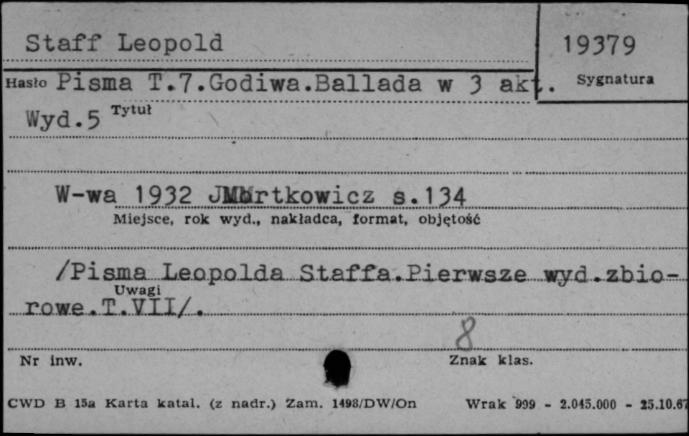 Staff Leopold
19379
Hasło Pisma T.7.Godiwa.Ballada w 3 akt. Sygnatura
Wyd.5 Tytuł
W-wa 1932 J.Mortkowicz s.134
Miejsce, rok wyd., nakładca, format, objętość
/Pisma Leopolda Staffa.Pierwsze wyd.zbio-
Uwagi
rowe.T.VII/.
8
Nr inw. Znak klas.
CWD B 15a Karta katal. (z nadr.) Zam. 1498/DW/On Wrak 999 - 2.045.000 - 25.10.67